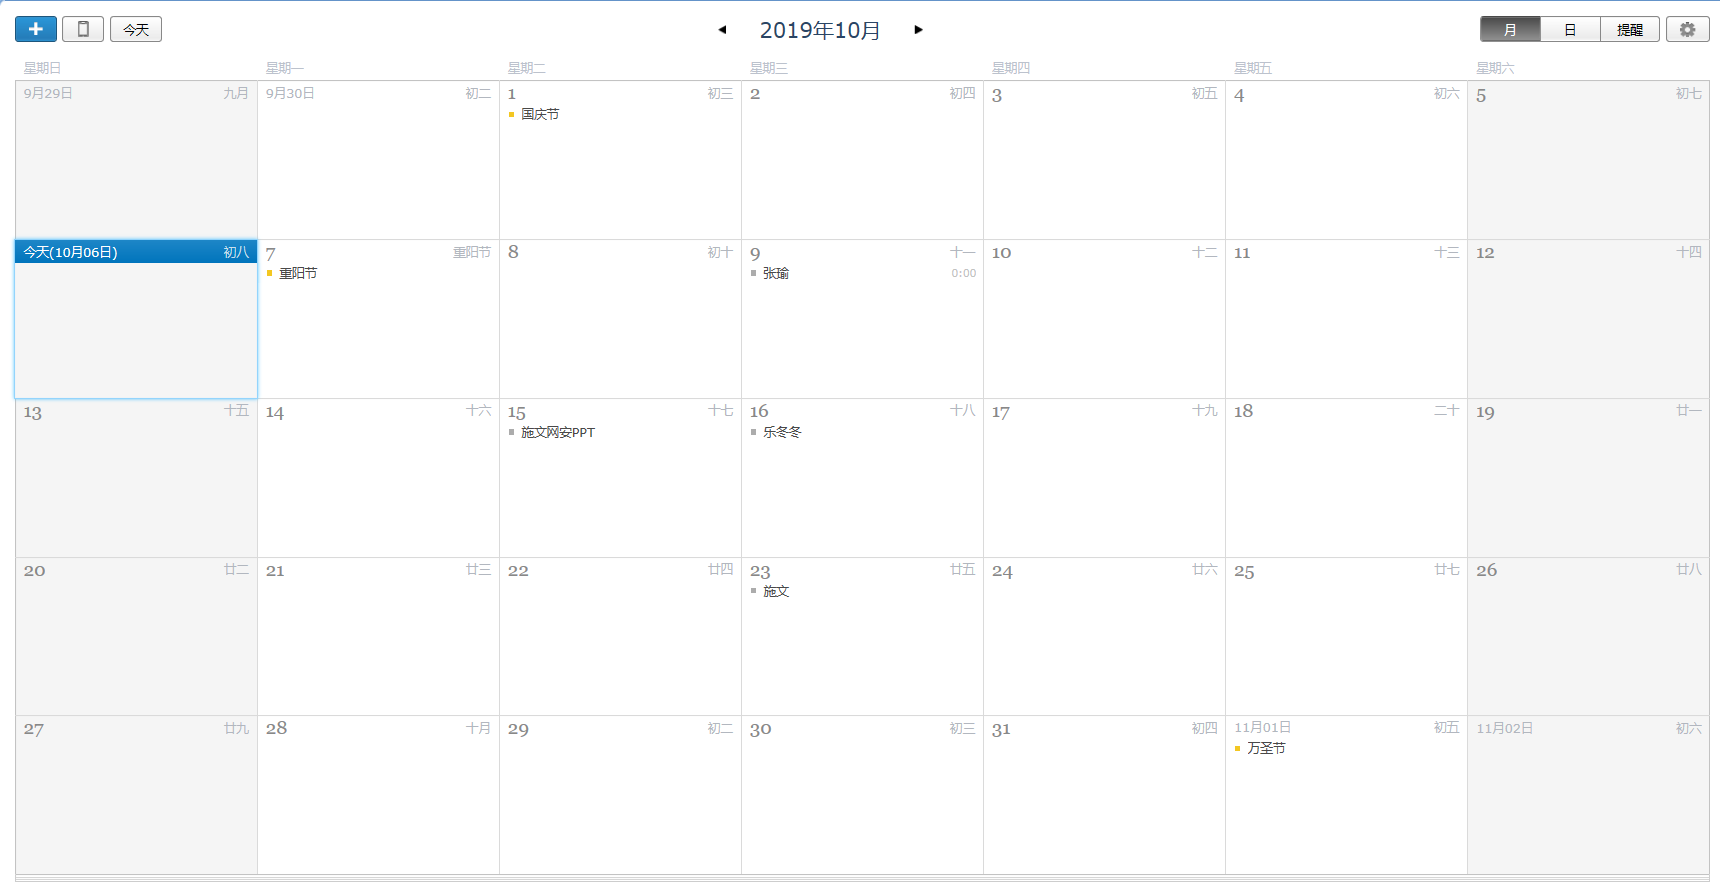 今天
2019年10月
月 日 提醒
星期日 星期一 星期二 星期三 星期四 星期五 星期六
9月29日 九月 9月30日 初二 1 初三 2 初四 3 初五 4 初六 5 初七
国庆节
今天(10月06日) 初八 7 重阳节 8 初十 9 十一 10 十二 11 十三 12 十四
重阳节 张瑜 0:00
13 十五 14 十六 15 十七 16 十八 17 十九 18 二十 19 廿一
施文网安PPT 乐冬冬
20 廿二 21 廿三 22 廿四 23 廿五 24 廿六 25 廿七 26 廿八
施文
27 廿九 28 十月 29 初二 30 初三 31 初四 11月01日 初五 11月02日 初六
万圣节